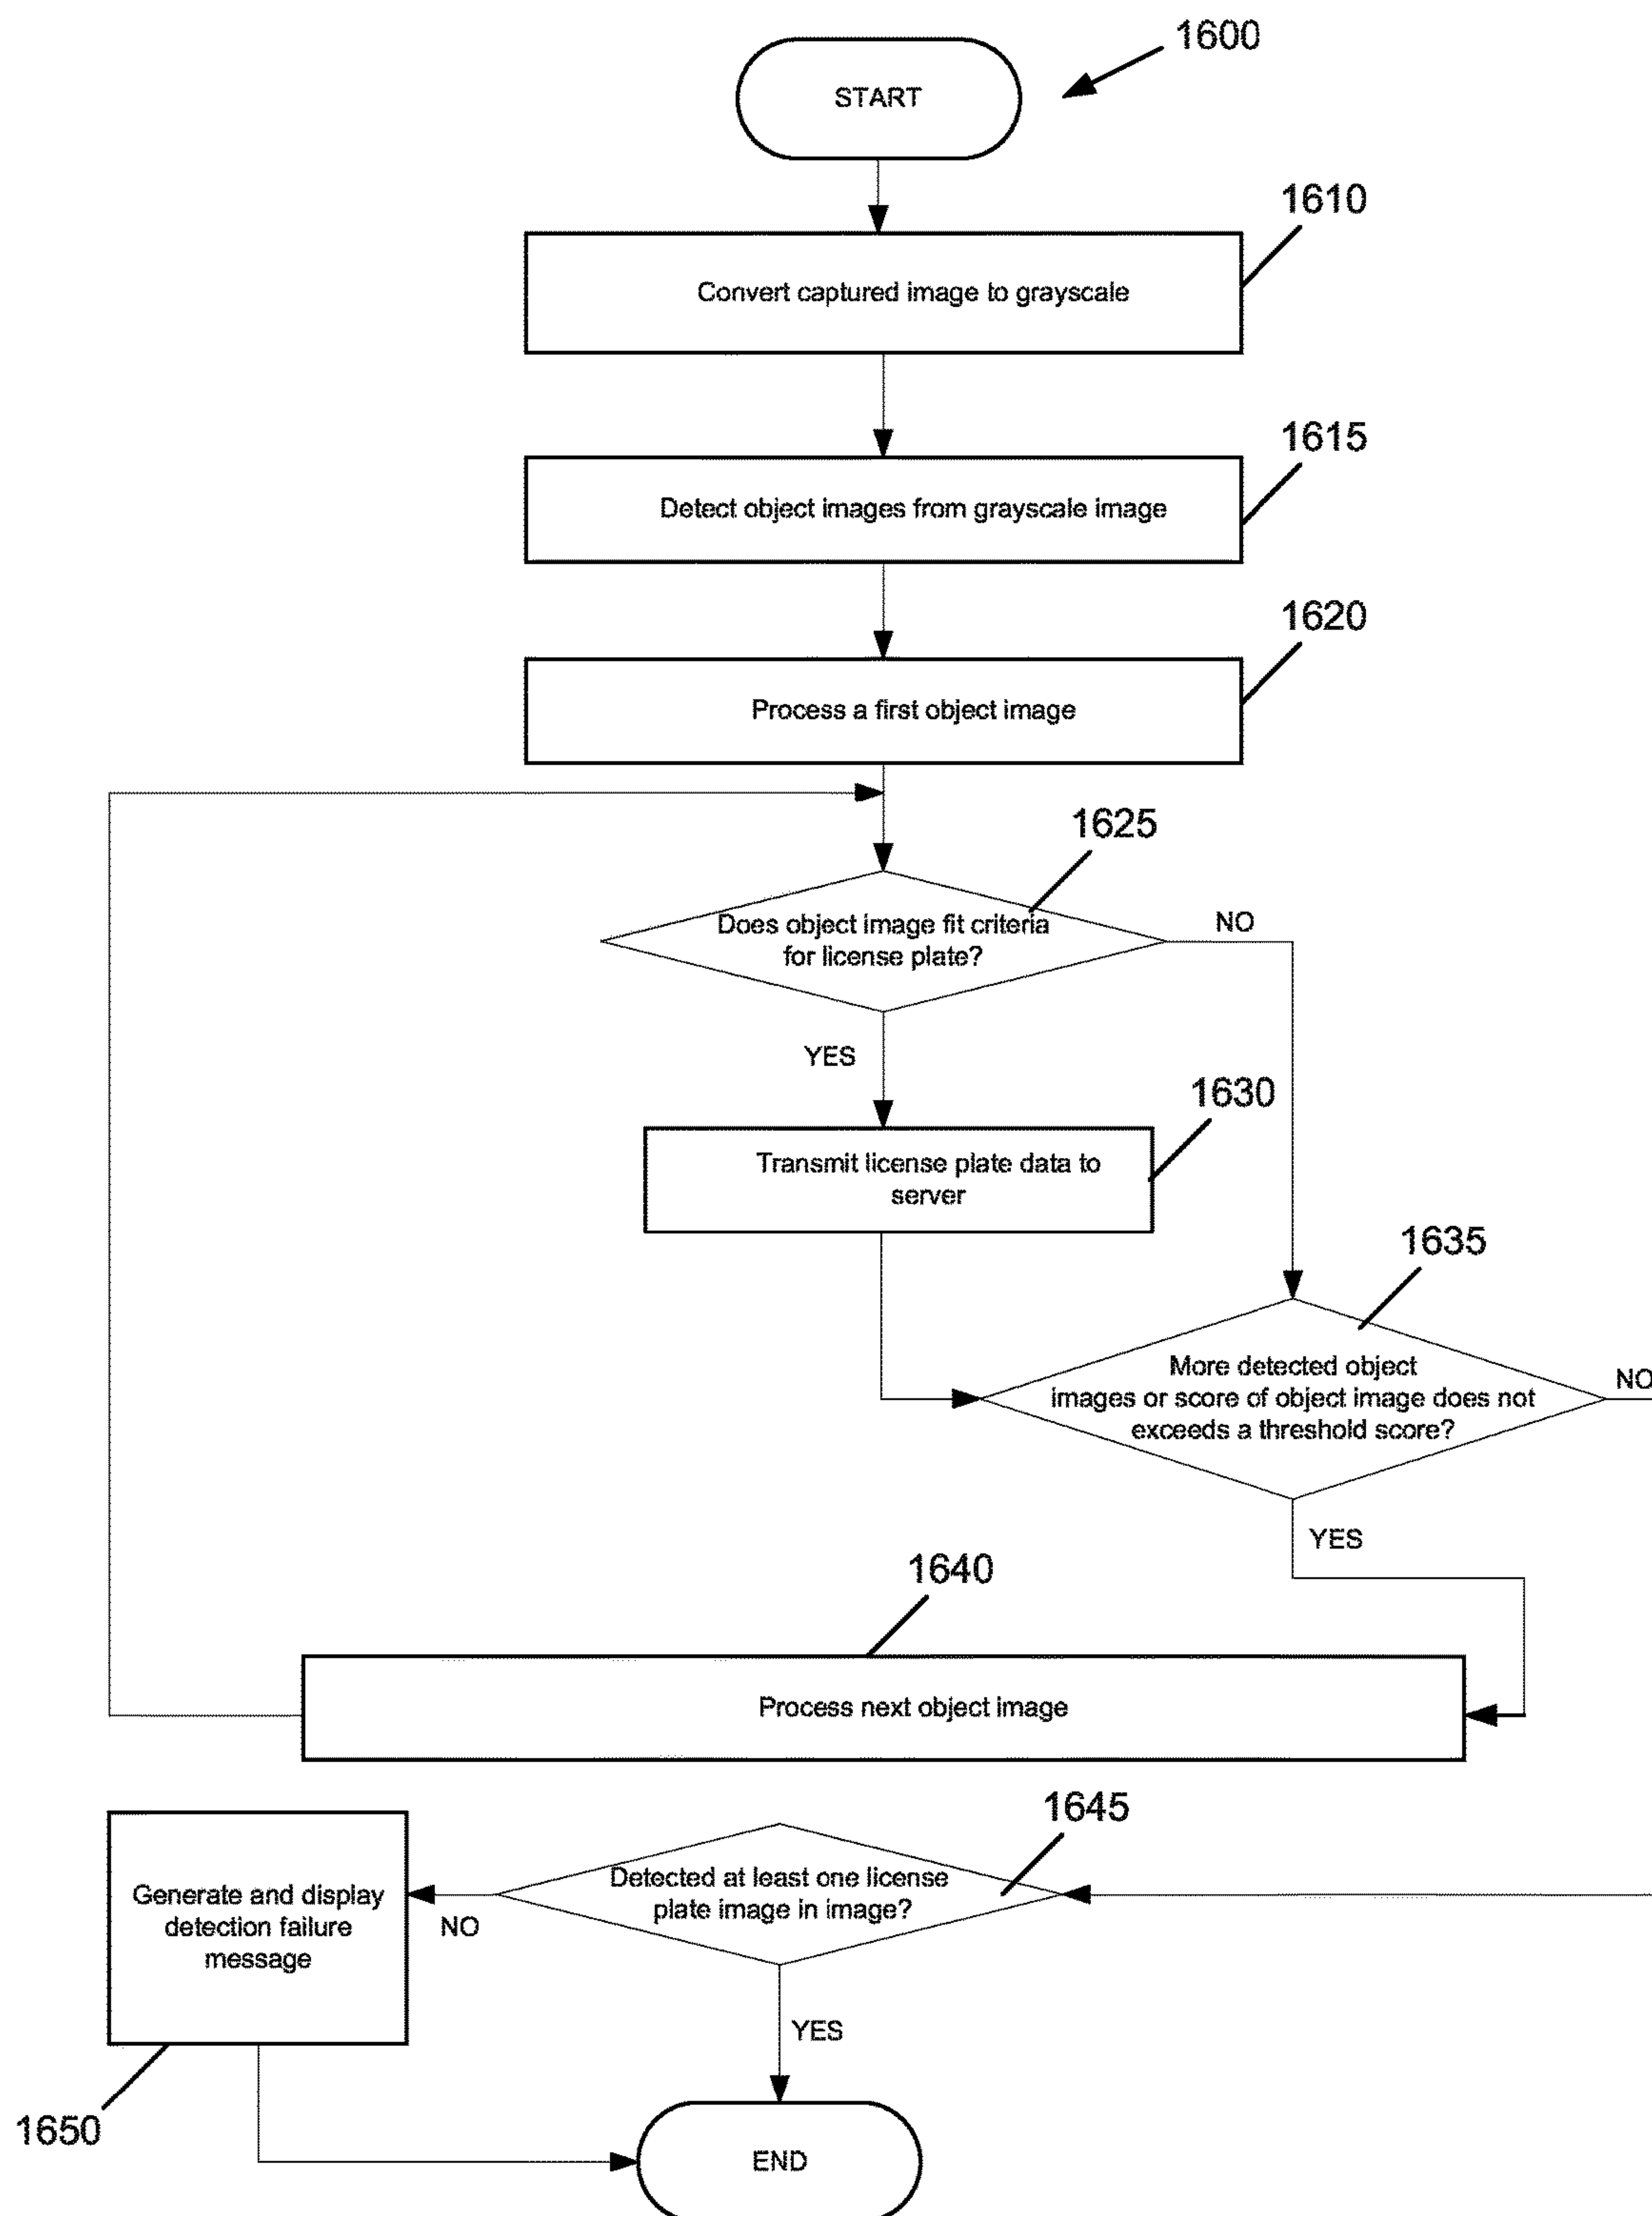 1600
START
1610
Convert captured image to grayscale
1615
Detect object images from grayscale image
1620
Process a first object image
1625
Does object image fit criteria
for license plate?
NO
YES
1630
Transmit license plate data to
server
1635
More detected object
images or score of object image does not
exceeds a threshold score?
NO
YES
1640
Process next object image
1645
Detected at least one license
plate image in image?
NO
Generate and display
detection failure
message
YES
1650
END